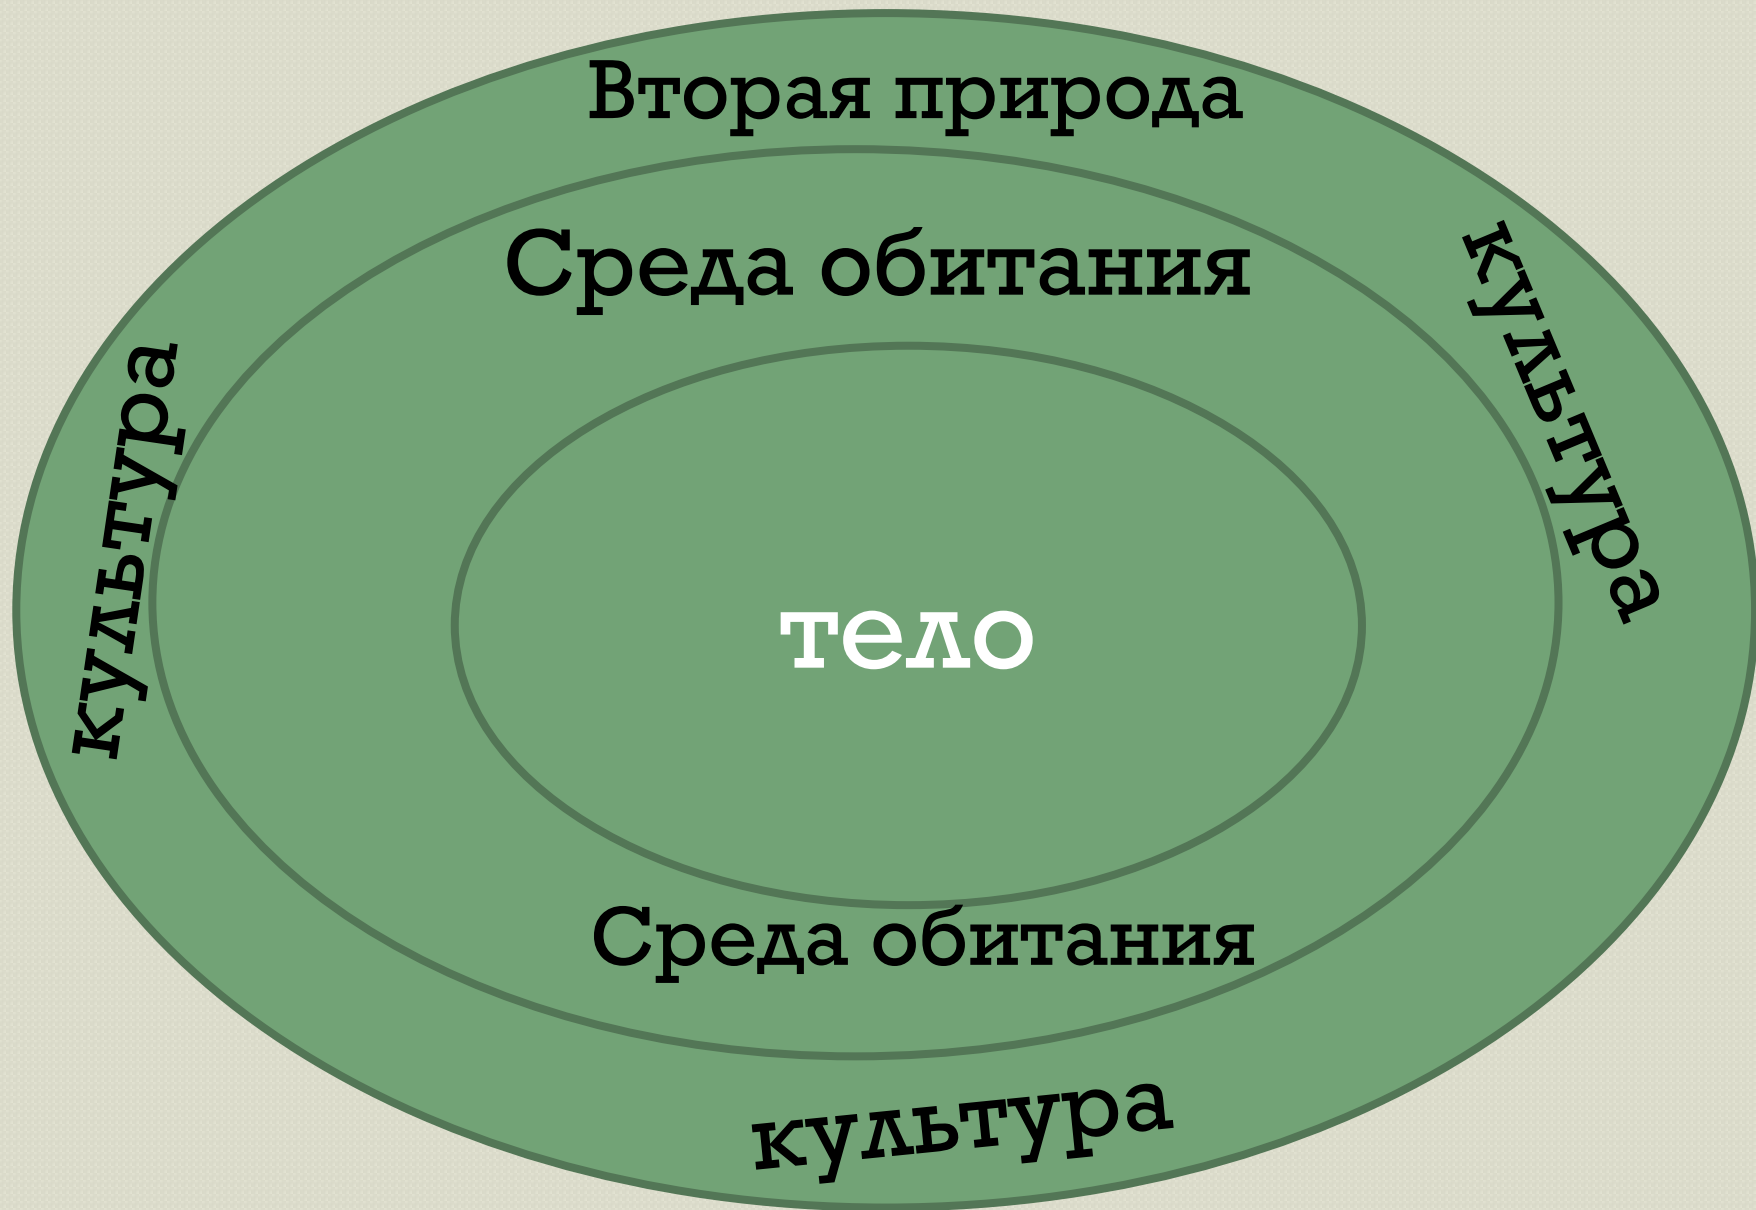 Вторая природа
Среда обитания
культура
культура
тело
Среда обитания
культура